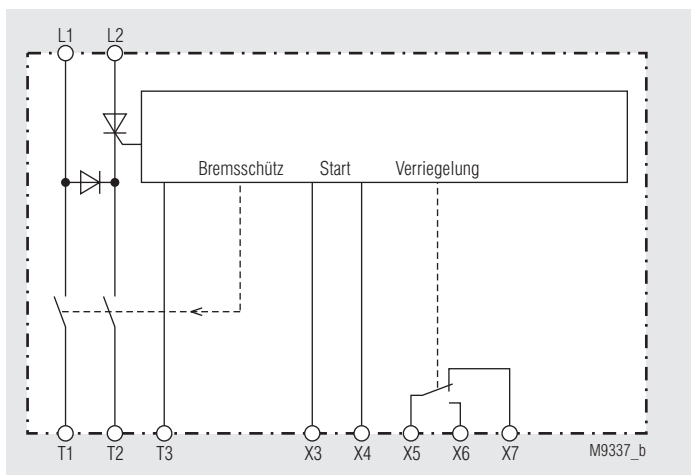 L1 L2
Bremsschütz Start Verriegelung
T1 T2 T3 X3 X4 X5 X6 X7 M9337_b